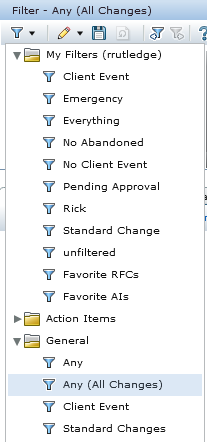 Filter - Any (All Changes)
My Filters (rrutledge)
Client Event
Emergency
Everything
No Abandoned
No Client Event
Pending Approval
Rick
Standard Change
unfiltered
Favorite RFCs
Favorite AIs
Action Items
General
Any
Any (All Changes)
Client Event
Standard Changes